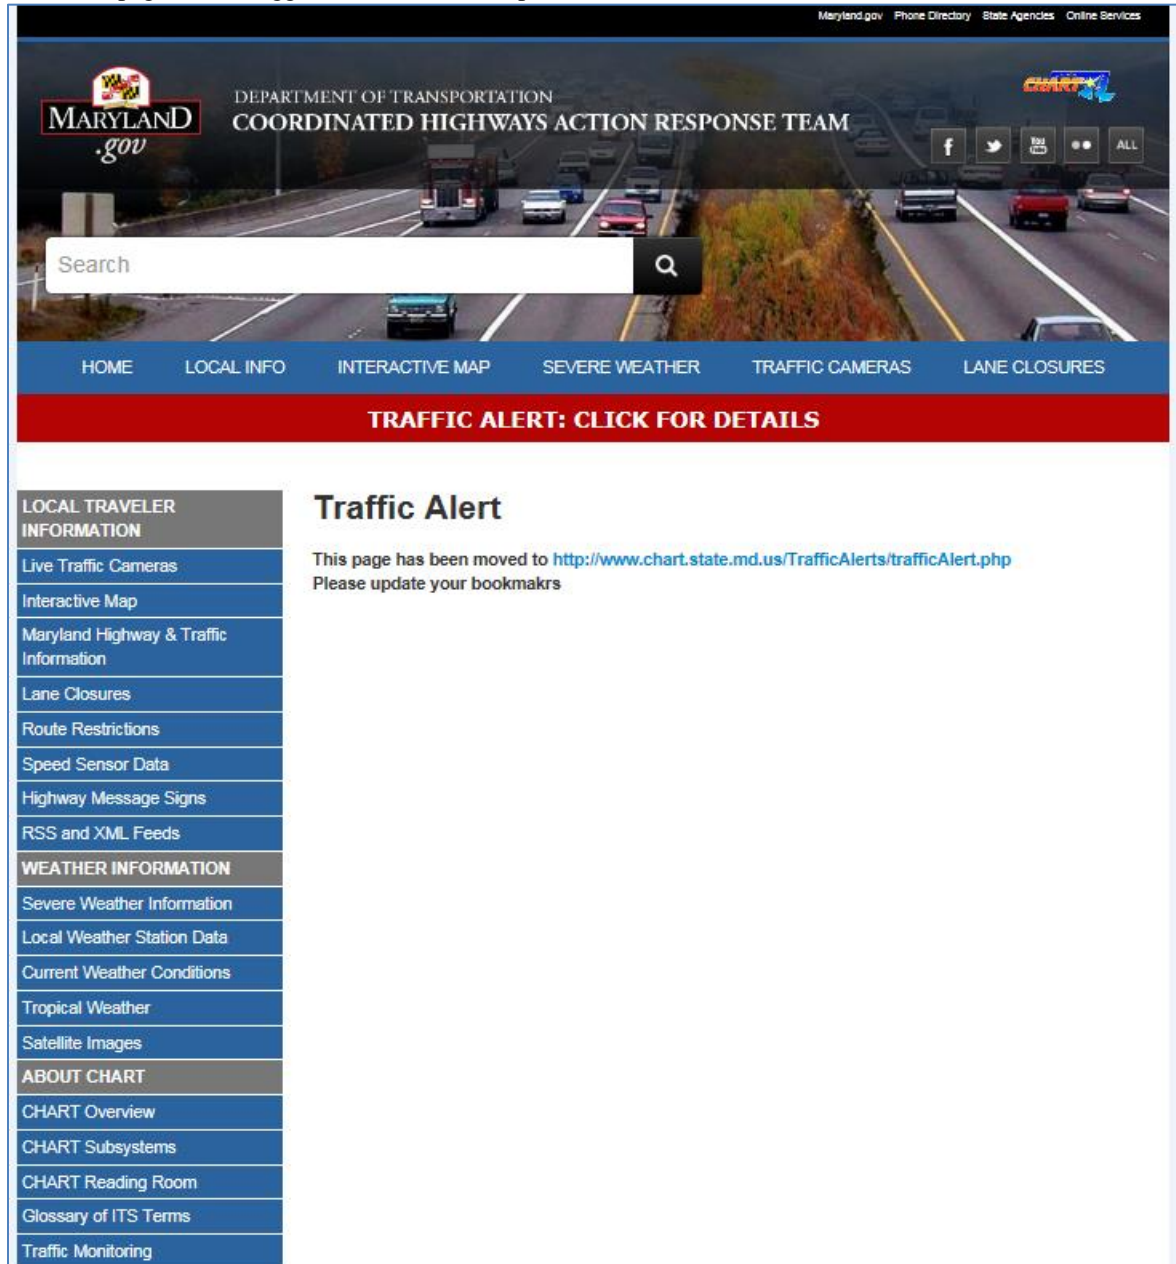 Maryland.gov Phone Directory State Agencies Online Services
CHART
MARYLAND
.gov
DEPARTMENT OF TRANSPORTATION
COORDINATED HIGHWAYS ACTION RESPONSE TEAM
f You Tube ALL
Search
HOME LOCAL INFO INTERACTIVE MAP SEVERE WEATHER TRAFFIC CAMERAS LANE CLOSURES
TRAFFIC ALERT: CLICK FOR DETAILS
LOCAL TRAVELER
INFORMATION
Live Traffic Cameras
Interactive Map
Maryland Highway & Traffic
Information
Lane Closures
Route Restrictions
Speed Sensor Data
Highway Message Signs
RSS and XML Feeds
WEATHER INFORMATION
Severe Weather Information
Local Weather Station Data
Current Weather Conditions
Tropical Weather
Satellite Images
ABOUT CHART
CHART Overview
CHART Subsystems
CHART Reading Room
Glossary of ITS Terms
Traffic Monitoring
Traffic Alert
This page has been moved to http://www.chart.state.md.us/TrafficAlerts/trafficAlert.php
Please update your bookmakrs